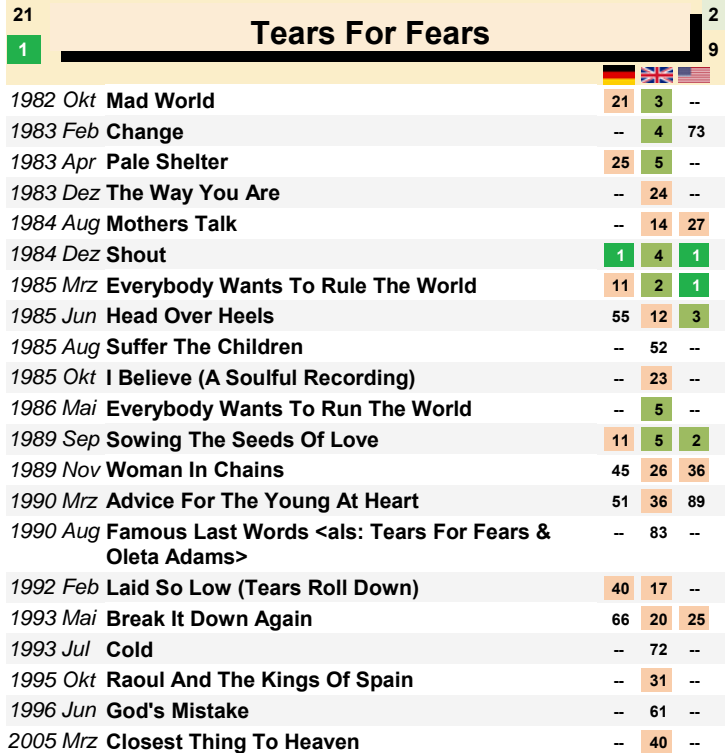 21 Tears For Fears 2
1 9
1982 Okt Mad World 21 3 --
1983 Feb Change -- 4 73
1983 Apr Pale Shelter 25 5 --
1983 Dez The Way You Are -- 24 --
1984 Aug Mothers Talk -- 14 27
1984 Dez Shout 1 4 1
1985 Mrz Everybody Wants To Rule The World 11 2 1
1985 Jun Head Over Heels 55 12 3
1985 Aug Suffer The Children -- 52 --
1985 Okt I Believe (A Soulful Recording) -- 23 --
1986 Mai Everybody Wants To Run The World -- 5 --
1989 Sep Sowing The Seeds Of Love 11 5 2
1989 Nov Woman In Chains 45 26 36
1990 Mrz Advice For The Young At Heart 51 36 89
1990 Aug Famous Last Words <als: Tears For Fears & -- 83 --
Oleta Adams>
1992 Feb Laid So Low (Tears Roll Down) 40 17 --
1993 Mai Break It Down Again 66 20 25
1993 Jul Cold -- 72 --
1995 Okt Raoul And The Kings Of Spain -- 31 --
1996 Jun God's Mistake -- 61 --
2005 Mrz Closest Thing To Heaven -- 40 --